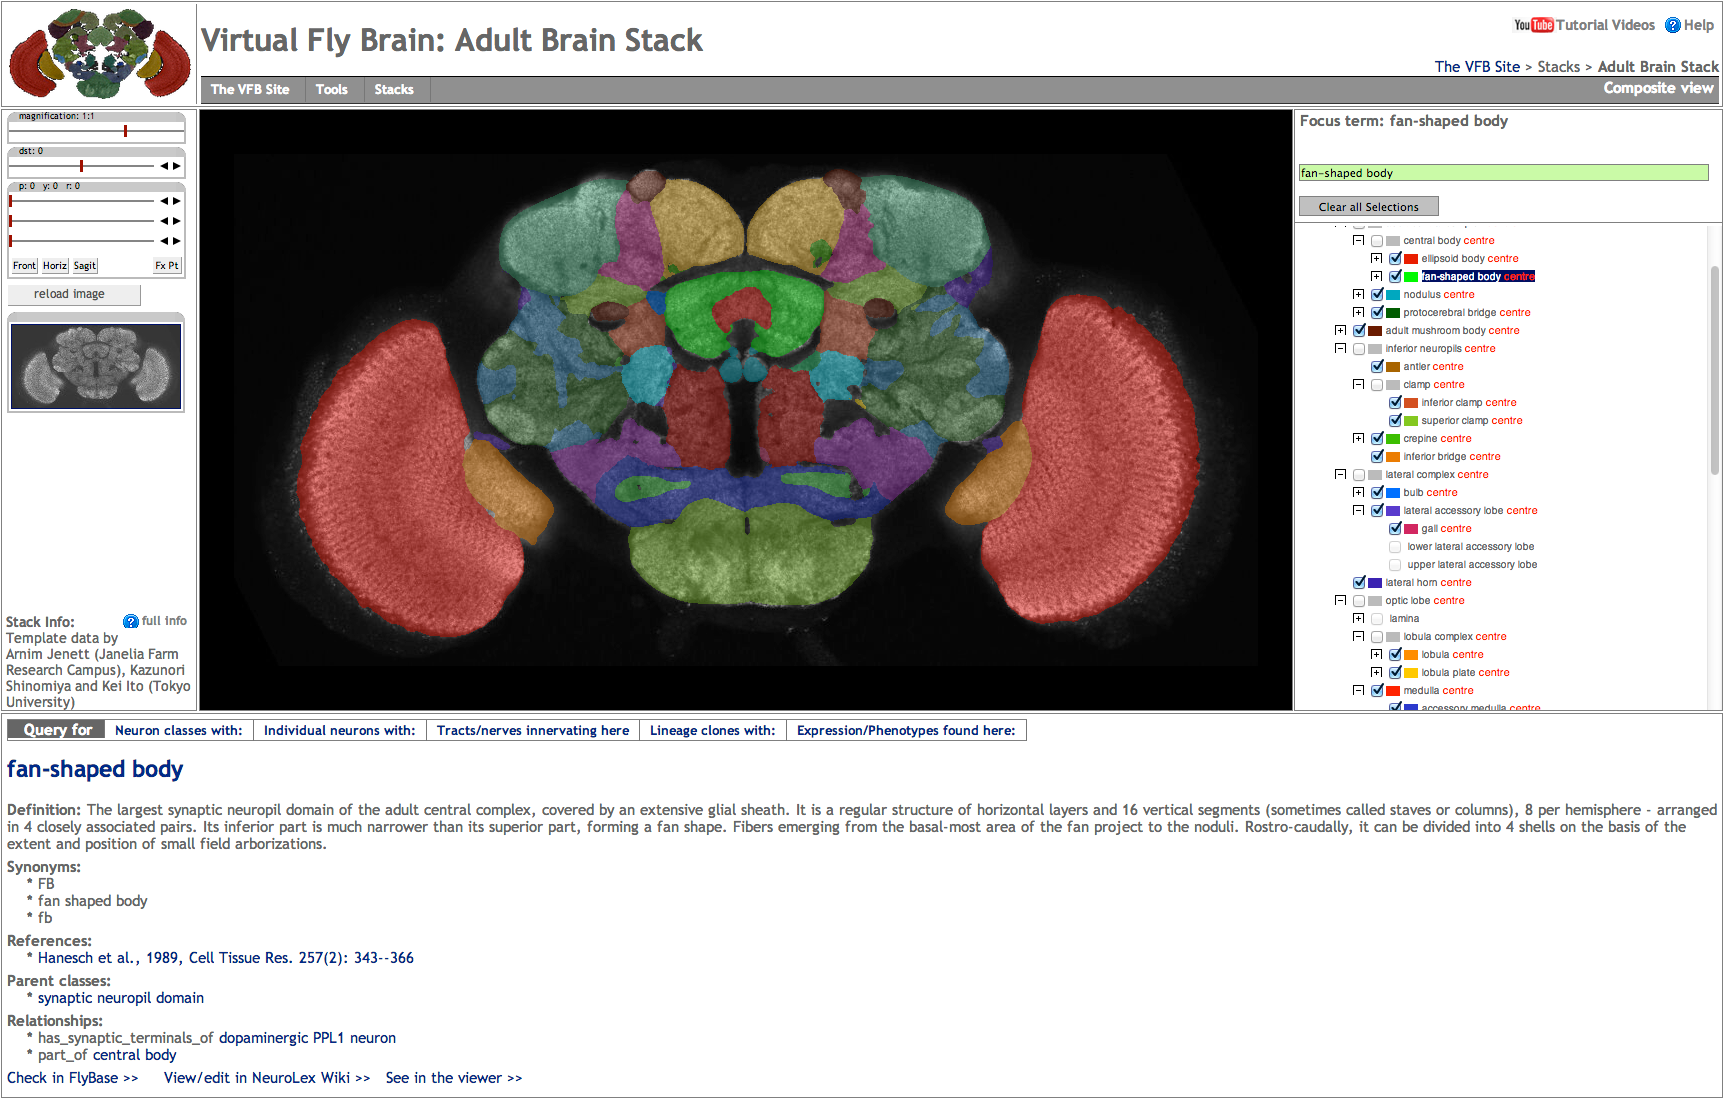 Virtual Fly Brain: Adult Brain Stack
YouTube Tutorial Videos ? Help
The VFB Site > Stacks > Adult Brain Stack
The VFB Site Tools Stacks
Composite view
magnification: 1:1
dst: 0
p: 0 y: 0 r: 0
Front Horiz Sagit Fx Pt
reload image
Stack Info: ? full info
Template data by
Arnim Jenett (Janelia Farm
Research Campus), Kazunori
Shinomiya and Kei Ito (Tokyo
University)
Focus term: fan-shaped body
fan-shaped body
Clear all Selections
central body centre
ellipsoid body centre
fan-shaped body centre
nodulus centre
protocerebral bridge centre
adult mushroom body centre
inferior neuropils centre
antler centre
clamp centre
inferior clamp centre
superior clamp centre
crepine centre
inferior bridge centre
lateral complex centre
bulb centre
lateral accessory lobe centre
gall centre
lower lateral accessory lobe
upper lateral accessory lobe
lateral horn centre
optic lobe centre
lamina
lobula complex centre
lobula centre
lobula plate centre
medulla centre
accessory medulla centre
Query for Neuron classes with: Individual neurons with: Tracts/nerves innervating here Lineage clones with: Expression/Phenotypes found here:
fan-shaped body
Definition: The largest synaptic neuropil domain of the adult central complex, covered by an extensive glial sheath. It is a regular structure of horizontal layers and 16 vertical segments (sometimes called staves or columns), 8 per hemisphere - arranged
in 4 closely associated pairs. Its inferior part is much narrower than its superior part, forming a fan shape. Fibers emerging from the basal-most area of the fan project to the noduli. Rostro-caudally, it can be divided into 4 shells on the basis of the
extent and position of small field arborizations.
Synonyms:
* FB
* fan shaped body
* fb
References:
* Hanesch et al., 1989, Cell Tissue Res. 257(2): 343--366
Parent classes:
* synaptic neuropil domain
Relationships:
* has_synaptic_terminals_of dopaminergic PPL1 neuron
* part_of central body
Check in FlyBase >> View/edit in NeuroLex Wiki >> See in the viewer >>